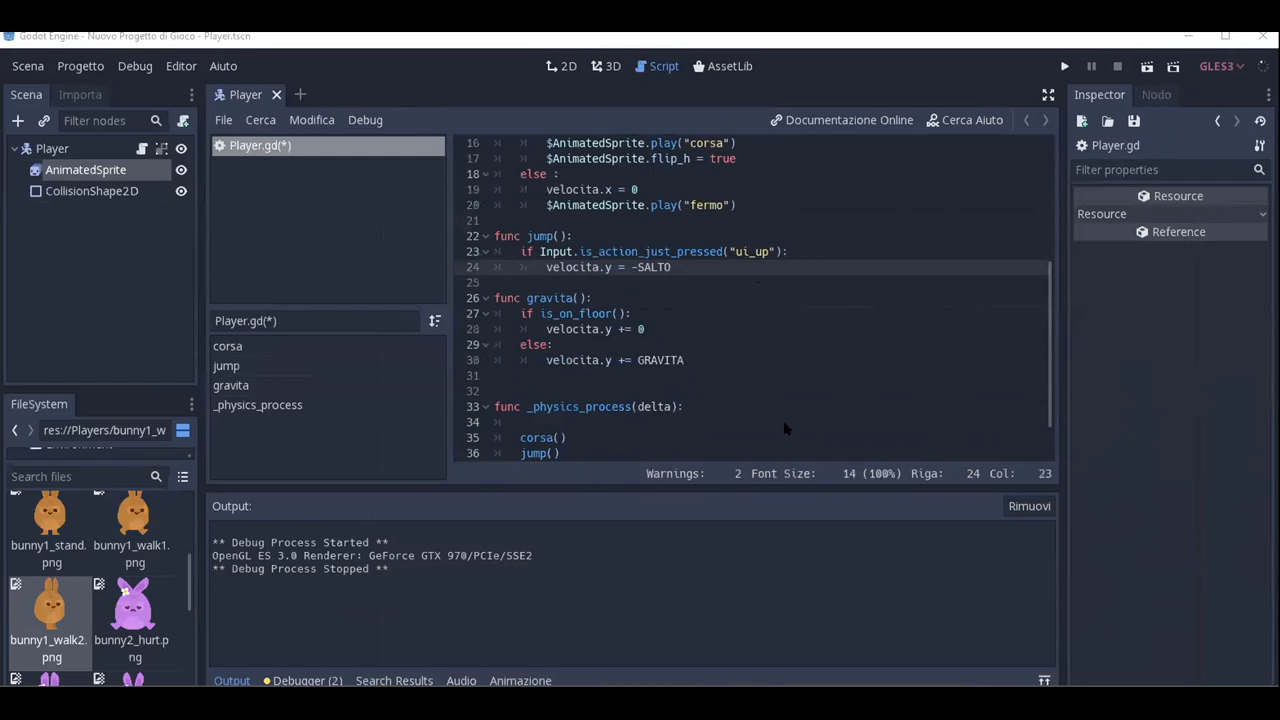 Godot Engine - Nuovo Progetto di Gioco - Player.tscn
Scena Progetto Debug Editor Aiuto
2D 3D Script AssetLib
GLES3
Scena Importa
Filter nodes
Player
AnimatedSprite
CollisionShape2D
FileSystem
res://Players/bunny1_w
Search files
bunny1_stand.
png
bunny1_walk1.
png
bunny1_walk2.
png
bunny2_hurt.p
ng
Player
File Cerca Modifica Debug
Documentazione Online Cerca Aiuto
Player.gd(*)
Player.gd(*)
corsa
jump
gravita
_physics_process
16 $AnimatedSprite.play("corsa")
17 $AnimatedSprite.flip_h = true
18 else :
19 velocita.x = 0
20 $AnimatedSprite.play("fermo")
21
22 func jump():
23 if Input.is_action_just_pressed("ui_up"):
24 velocita.y = -SALTO
25
26 func gravita():
27 if is_on_floor():
28 velocita.y += 0
29 else:
30 velocita.y += GRAVITA
31
32
33 func _physics_process(delta):
34
35 corsa()
36 jump()
Warnings: 2 Font Size: 14 (100%) Riga: 24 Col: 23
Output:
Rimuovi
** Debug Process Started **
OpenGL ES 3.0 Renderer: GeForce GTX 970/PCIe/SSE2
** Debug Process Stopped **
Output Debugger (2) Search Results Audio Animazione
Inspector Nodo
Player.gd
Filter properties
Resource
Resource
Reference